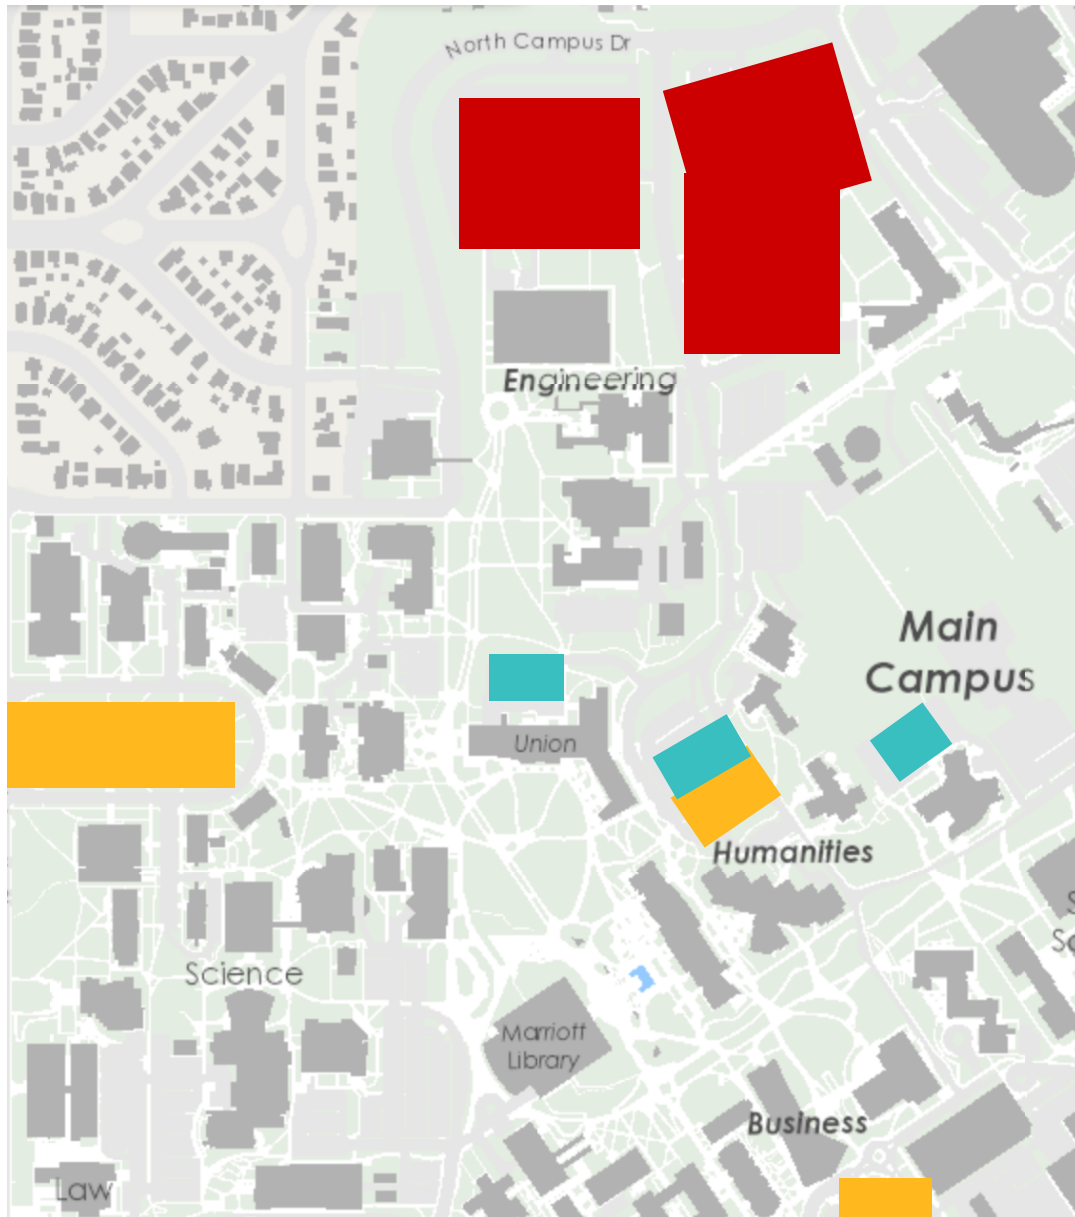 North Campus Dr
Engineering
Main
Campus
Union
Humanities
Science
Marriott
Library
Business
Law